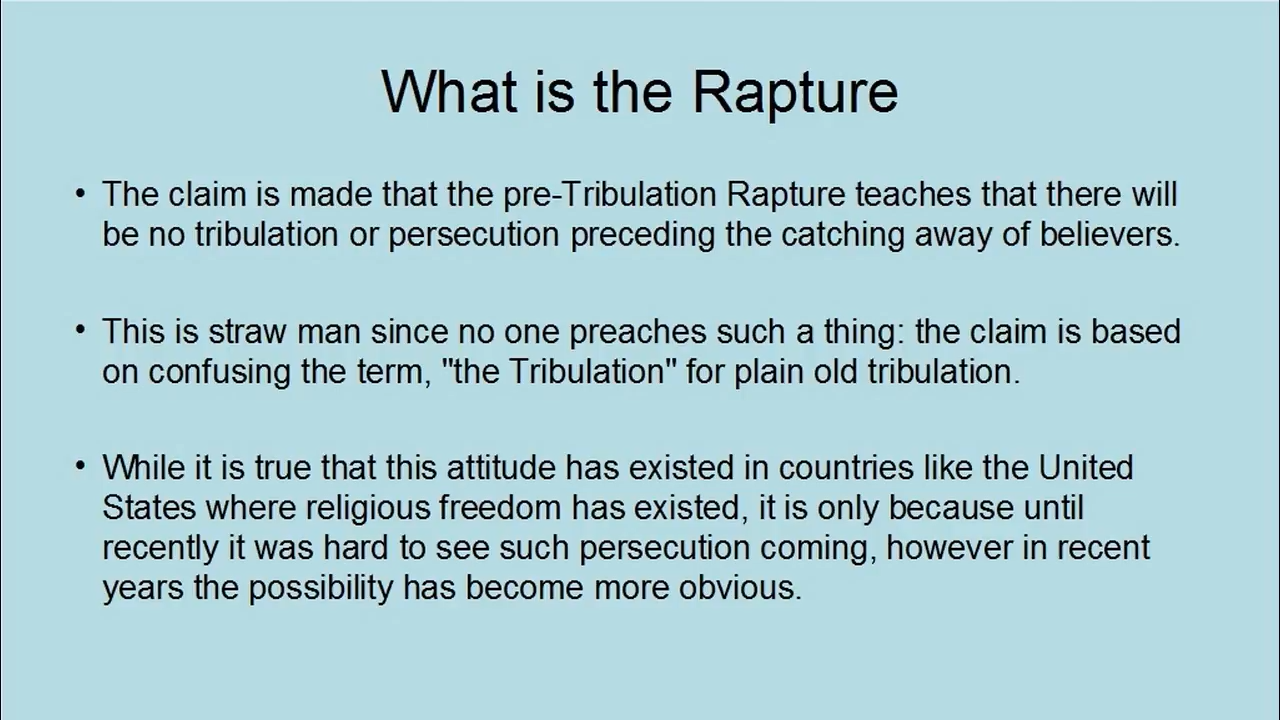 What is the Rapture
• The claim is made that the pre-Tribulation Rapture teaches that there will
be no tribulation or persecution preceding the catching away of believers.
• This is straw man since no one preaches such a thing: the claim is based
on confusing the term, "the Tribulation" for plain old tribulation.
• While it is true that this attitude has existed in countries like the United
States where religious freedom has existed, it is only because until
recently it was hard to see such persecution coming, however in recent
years the possibility has become more obvious.